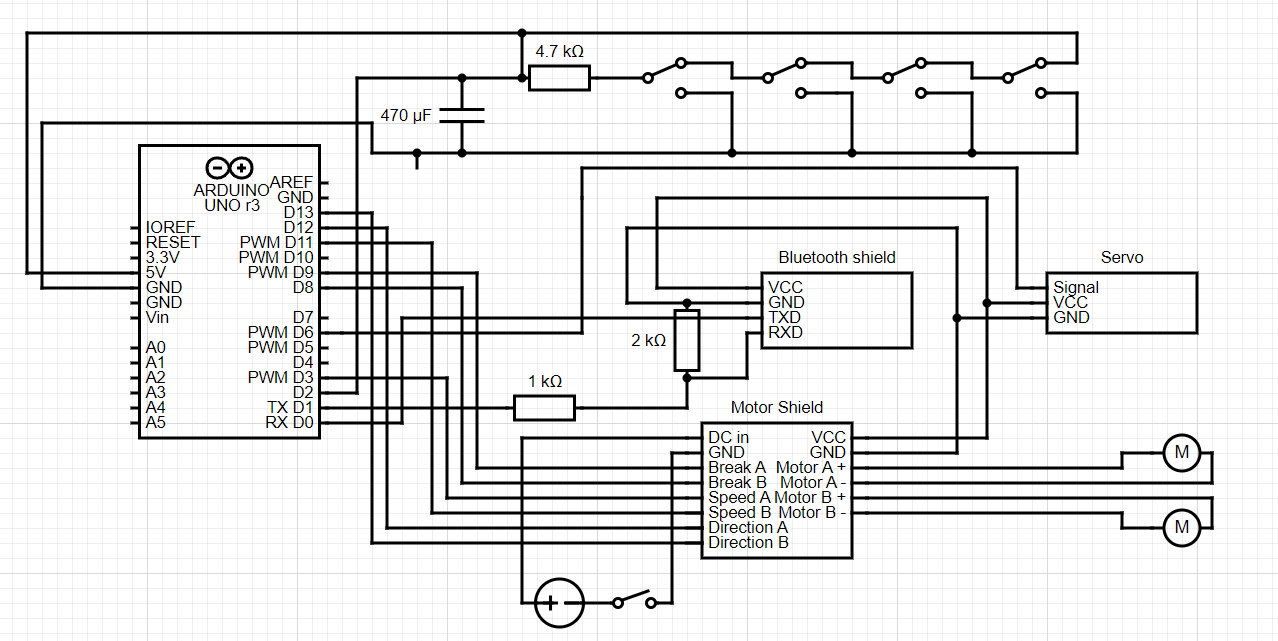 4.7 kΩ
470 µF
ARDUINO
UNO r3
AREF
GND
D13
D12
PWM D11
PWM D10
PWM D9
D8
D7
PWM D6
PWM D5
D4
PWM D3
D2
TX D1
RX D0
IOREF
RESET
3.3V
5V
GND
GND
Vin
A0
A1
A2
A3
A4
A5
Bluetooth shield
VCC
GND
TXD
RXD
Servo
Signal
VCC
GND
2 kΩ
1 kΩ
Motor Shield
DC in
GND
Break A
Break B
Speed A
Speed B
Direction A
Direction B
VCC
GND
Motor A +
Motor A -
Motor B +
Motor B -
M
M